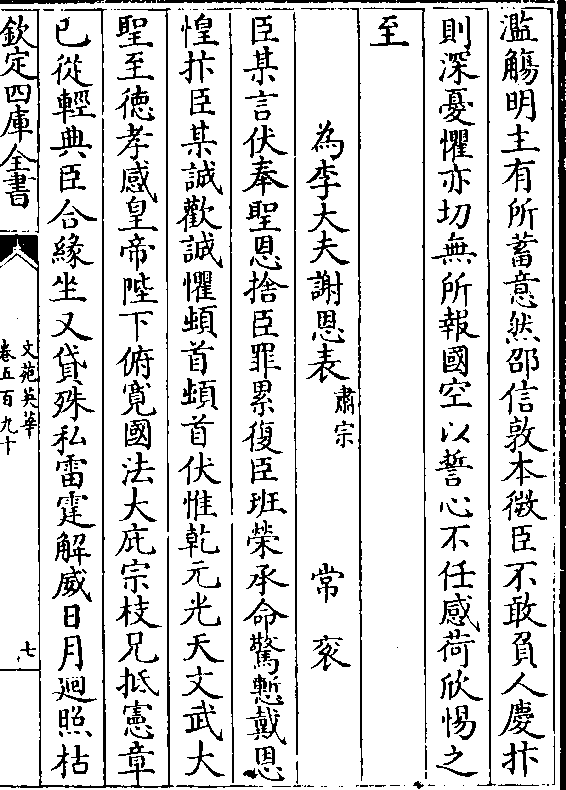 濫觴明主有所蓄意然邵信敦本微臣不敢負人慶抃
則深憂懼亦切無所報國空以誓心不任感荷欣惕之
至
為李大夫謝恩表肅宗 常衮
臣某言伏奉聖恩捨臣罪累復臣班榮承命驚慙戴恩
惶抃臣某誠歡誠懼頓首頓首伏惟乾元光天文武大
聖至徳孝感皇帝陛下俯寛國法大庇宗枝兄抵憲章
已從輕典臣合緣坐又貸殊私雷霆解威日月廻照枯
欽定四庫全書
文苑英華
卷五百九十
七